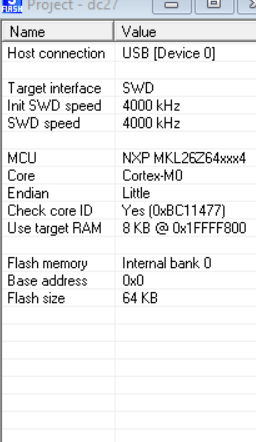 FLASH Project - dc27
Name Value
Host connection USB [Device 0]
Target interface SWD
Init SWD speed 4000 kHz
SWD speed 4000 kHz
MCU NXP MKL26Z64xxx4
Core Cortex-M0
Endian Little
Check core ID Yes (0xBC11477)
Use target RAM 8 KB @ 0x1FFFF800
Flash memory Internal bank 0
Base address 0x0
Flash size 64 KB